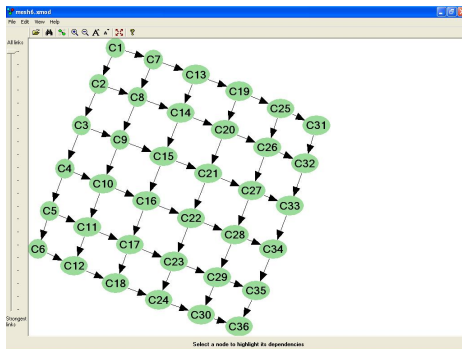 mesh6.xmod
File Edit View Help
All links
C1
C7
C13
C19
C25
C31
C2
C8
C14
C20
C26
C32
C3
C9
C15
C21
C27
C33
C4
C10
C16
C22
C28
C34
C5
C11
C17
C23
C29
C35
C6
C12
C18
C24
C30
C36
Strongest
links
Select a node to highlight its dependencies